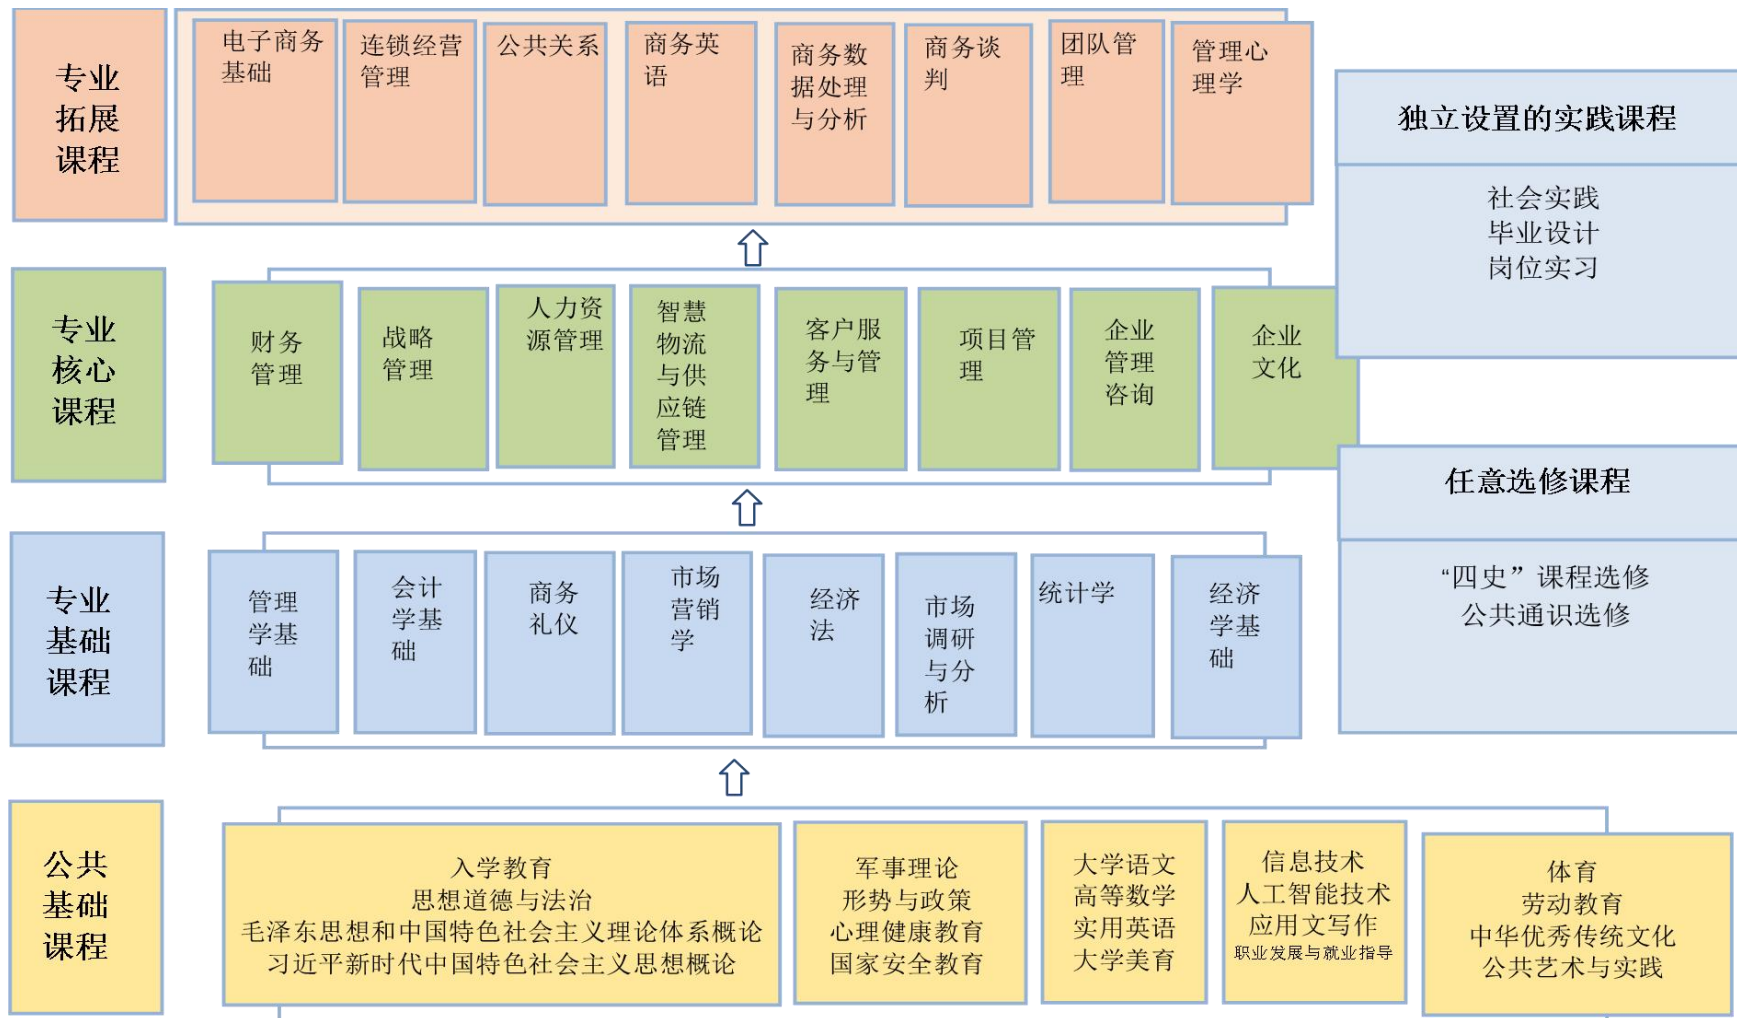 专业
拓展
课程
电子商务
基础
连锁经营
管理
公共关系
商务英
语
商务数
据处理
与分析
商务谈
判
团队管
理
管理心
理学
独立设置的实践课程
社会实践
毕业设计
岗位实习
专业
核心
课程
财务
管理
战略
管理
人力资
源管理
智慧
物流
与供
应链
管理
客户服
务与管
理
项目管
理
企业
管理
咨询
企业
文化
任意选修课程
“四史”课程选修
公共通识选修
专业
基础
课程
管理
学基
础
会计
学基
础
商务
礼仪
市场
营销
学
经济
法
市场
调研
与分
析
统计学
经济
学基
础
公共
基础
课程
入学教育
思想道德与法治
毛泽东思想和中国特色社会主义理论体系概论
习近平新时代中国特色社会主义思想概论
军事理论
形势与政策
心理健康教育
国家安全教育
大学语文
高等数学
实用英语
大学美育
信息技术
人工智能技术
应用文写作
职业发展与就业指导
体育
劳动教育
中华优秀传统文化
公共艺术与实践